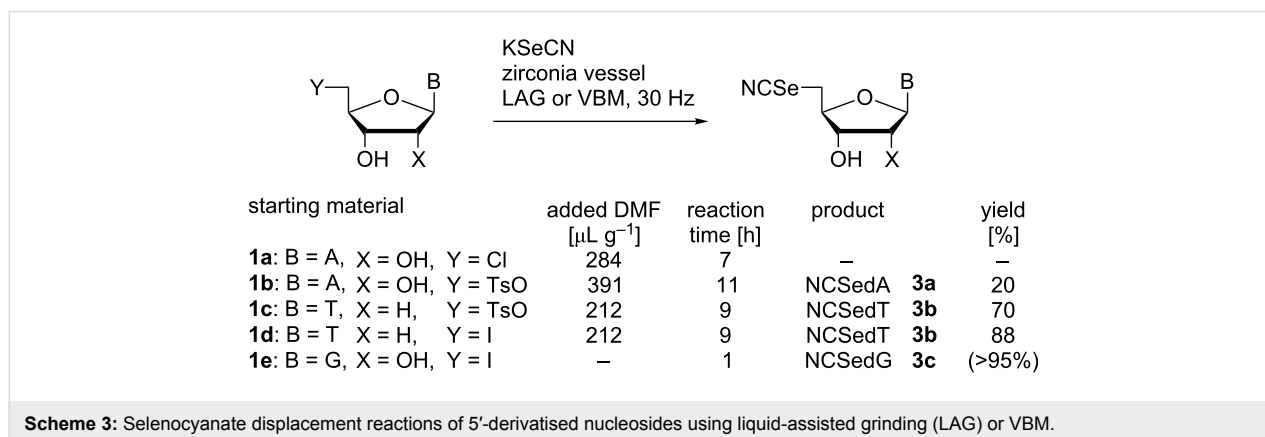 KSeCN
zirconia vessel
LAG or VBM, 30 Hz
Y
O
B
OH
X
NCSe
O
B
OH
X
starting material added DMF [μL g⁻¹] reaction time [h] product yield [%]
1a: B = A, X = OH, Y = Cl 284 7 – –
1b: B = A, X = OH, Y = TsO 391 11 NCSedA 3a 20
1c: B = T, X = H, Y = TsO 212 9 NCSedT 3b 70
1d: B = T X = H, Y = I 212 9 NCSedT 3b 88
1e: B = G, X = OH, Y = I – 1 NCSedG 3c (>95%)
Scheme 3: Selenocyanate displacement reactions of 5′-derivatised nucleosides using liquid-assisted grinding (LAG) or VBM.